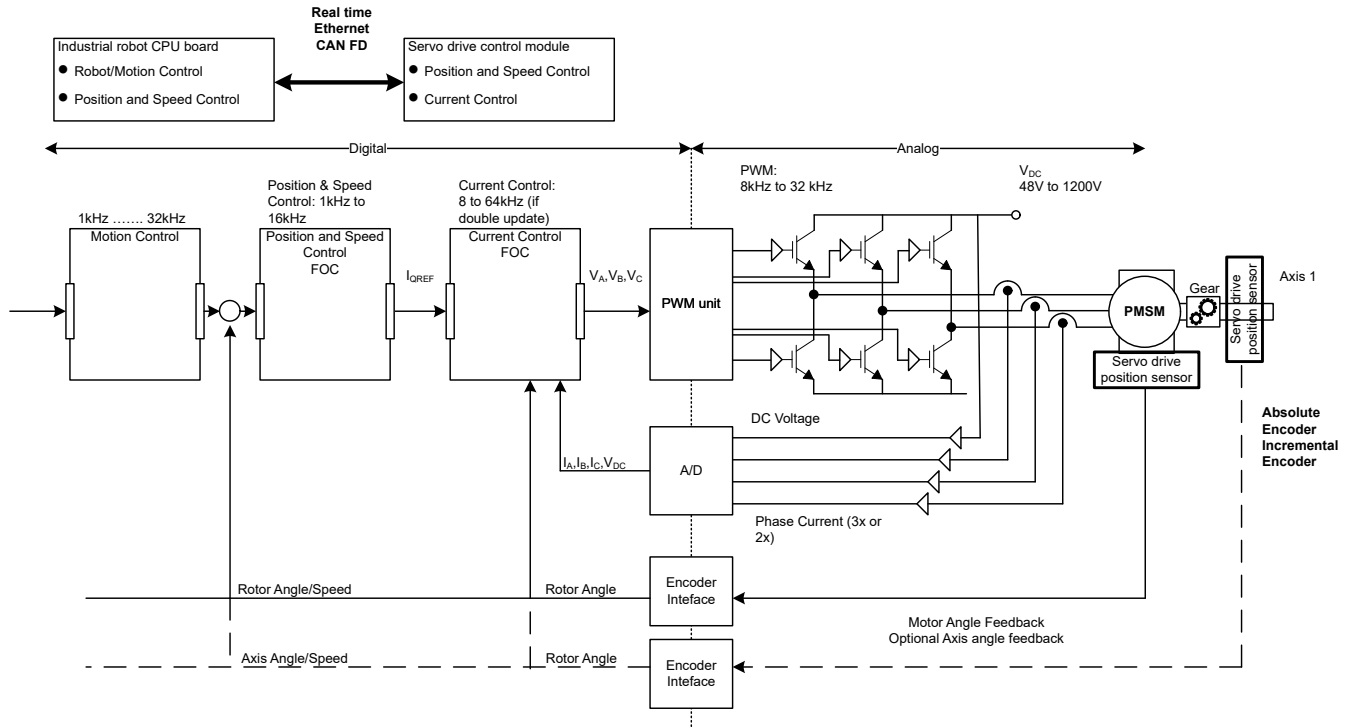 Real time
Ethernet
CAN FD
Industrial robot CPU board
● Robot/Motion Control
● Position and Speed Control
Servo drive control module
● Position and Speed Control
● Current Control
Digital
Analog
1kHz ....... 32kHz
Position & Speed
Control: 1kHz to
16kHz
Current Control:
8 to 64kHz (if
double update)
PWM:
8kHz to 32 kHz
VDC
48V to 1200V
Motion Control
Position and Speed
Control
FOC
IQREF
Current Control
FOC
VA,VB,VC
PWM unit
PMSM
Gear
Servo drive
position sensor
Axis 1
Servo drive
position sensor
Absolute
Encoder
Incremental
Encoder
DC Voltage
IA,IB,IC,VDC
A/D
Phase Current (3x or
2x)
Rotor Angle/Speed
Rotor Angle
Encoder
Inteface
Motor Angle Feedback
Optional Axis angle feedback
Axis Angle/Speed
Rotor Angle
Encoder
Inteface